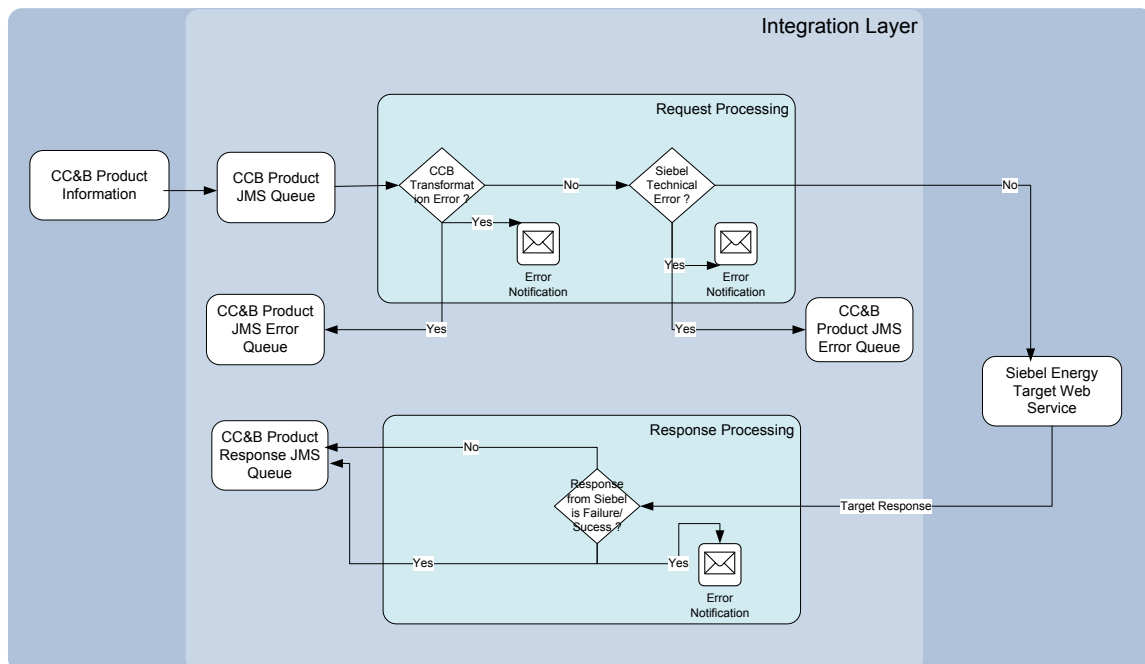 Integration Layer
Request Processing
CC&B Product
Information
CCB Product
JMS Queue
CCB
Transformat
ion Error ?
No
Siebel
Technical
Error ?
No
Yes
Error
Notification
Yes
Error
Notification
CC&B Product
JMS Error
Queue
Yes
Yes
CC&B
Product JMS
Error Queue
Siebel Energy
Target Web
Service
Response Processing
CC&B Product
Response JMS
Queue
No
Response
from Siebel
is Failure/
Sucess ?
Target Response
Yes
Yes
Error
Notification